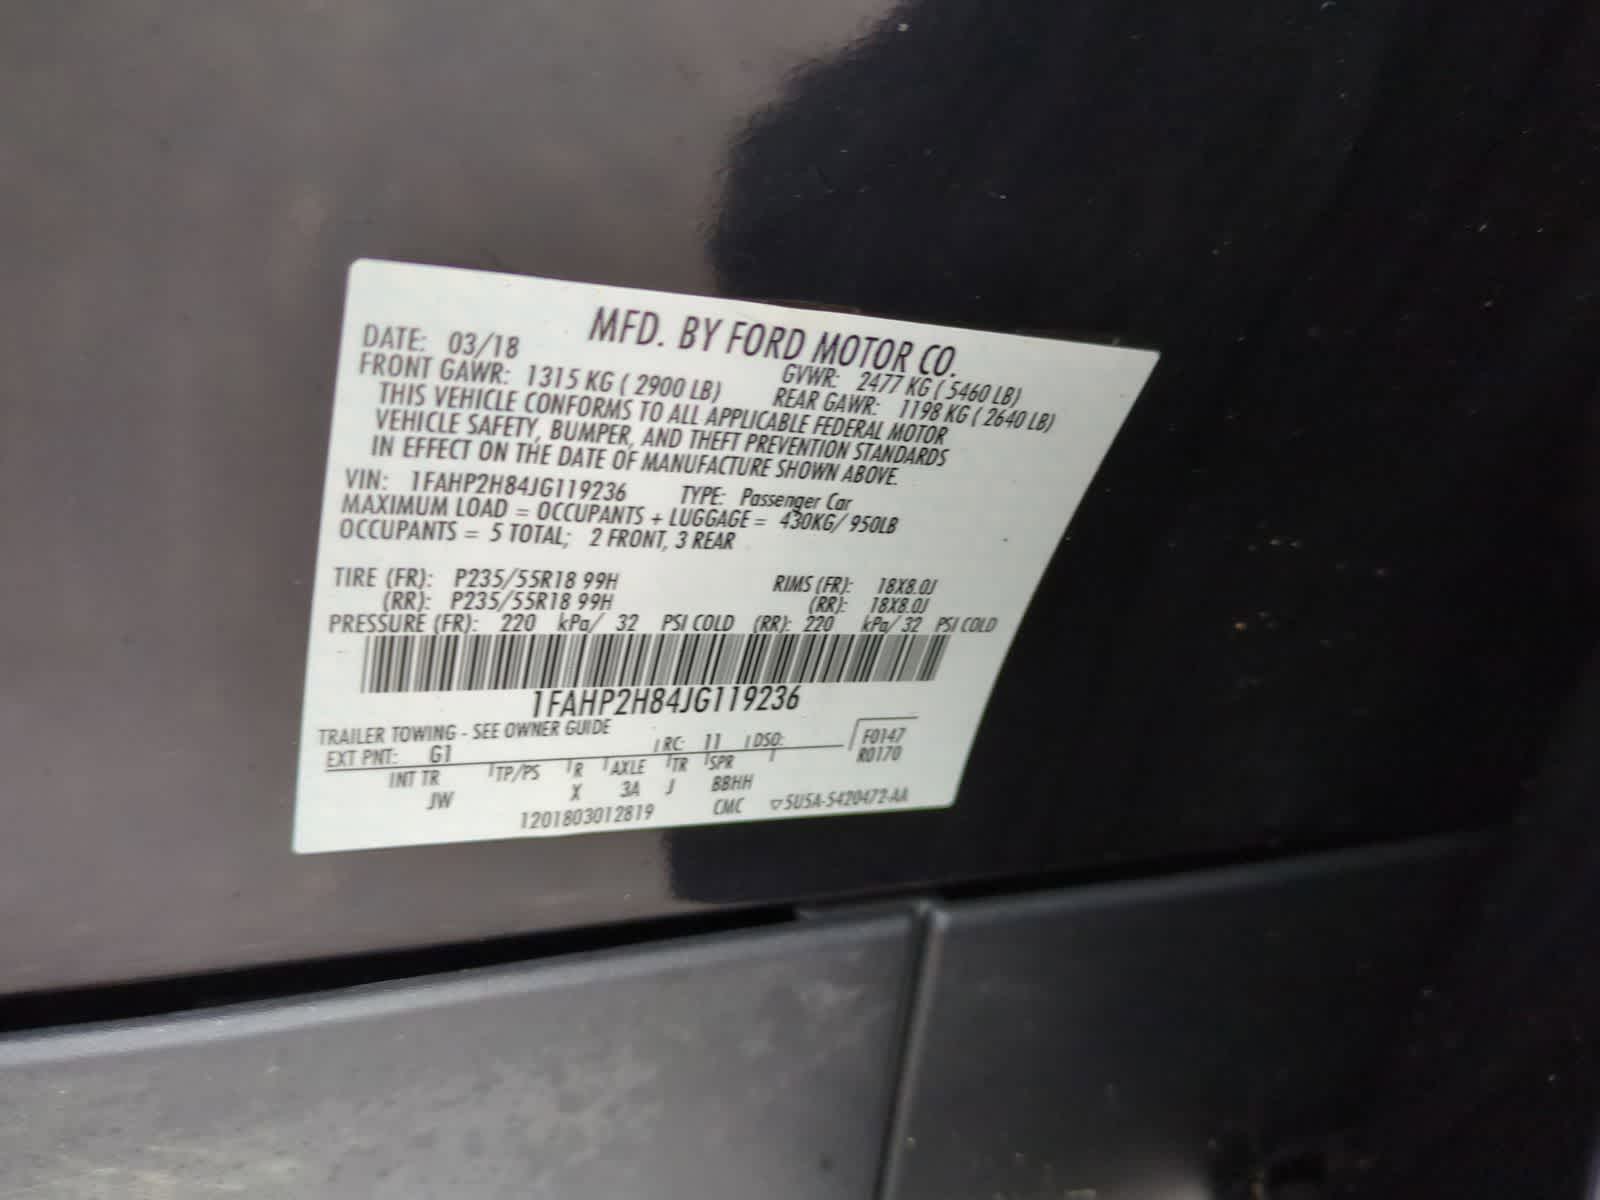 MFD. BY FORD MOTOR CO.
DATE: 03/18 GVWR: 2477 KG ( 5460 LB)
FRONT GAWR: 1315 KG ( 2900 LB) REAR GAWR: 1198 KG ( 2640 LB)
THIS VEHICLE CONFORMS TO ALL APPLICABLE FEDERAL MOTOR
VEHICLE SAFETY, BUMPER, AND THEFT PREVENTION STANDARDS
IN EFFECT ON THE DATE OF MANUFACTURE SHOWN ABOVE.
VIN: 1FAHP2H84JG119236 TYPE: Passenger Car
MAXIMUM LOAD = OCCUPANTS + LUGGAGE = 430KG/ 950LB
OCCUPANTS = 5 TOTAL; 2 FRONT, 3 REAR
TIRE (FR): P235/55R18 99H RIMS (FR): 18X8.0J
(RR): P235/55R18 99H (RR): 18X8.0J
PRESSURE (FR): 220 kPa/ 32 PSI COLD (RR): 220 kPa/ 32 PSI COLD
1FAHP2H84JG119236
TRAILER TOWING - SEE OWNER GUIDE
EXT PNT: G1 RC: 11 DSO: F0147
R0170
INT TR TP/PS R AXLE TR SPR
JW X 3A J BBHH
1201803012819 CMC ▽5U5A-5420472-AA